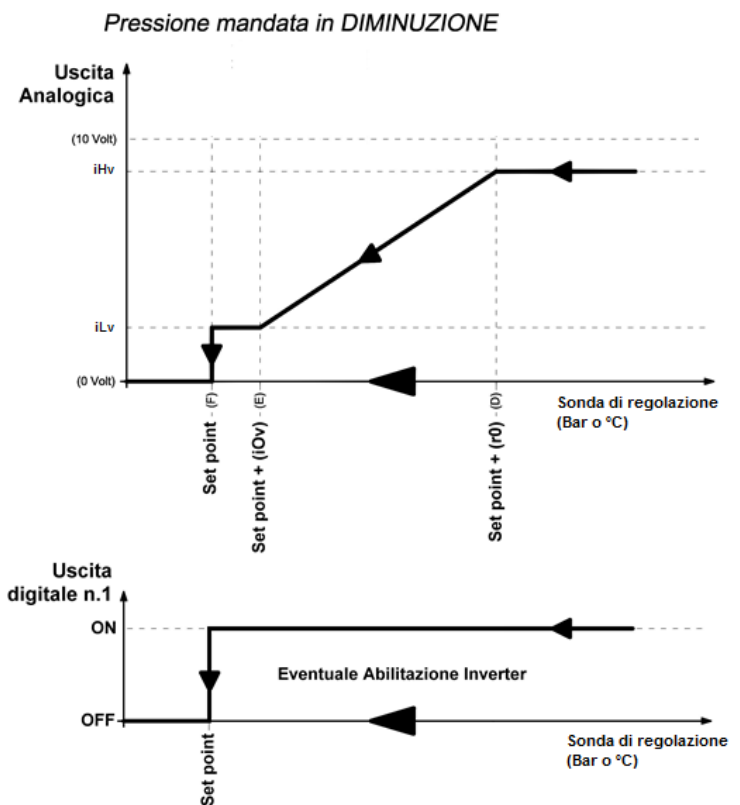 Pressione mandata in DIMINUZIONE
Uscita
Analogica
(10 Volt)
iHv
iLv
(0 Volt)
Set point - (F)
Set point + (iOv) - (E)
Set point + (r0) - (D)
Sonda di regolazione
(Bar o °C)
Uscita
digitale n.1
ON
Eventuale Abilitazione Inverter
OFF
Set point
Sonda di regolazione
(Bar o °C)